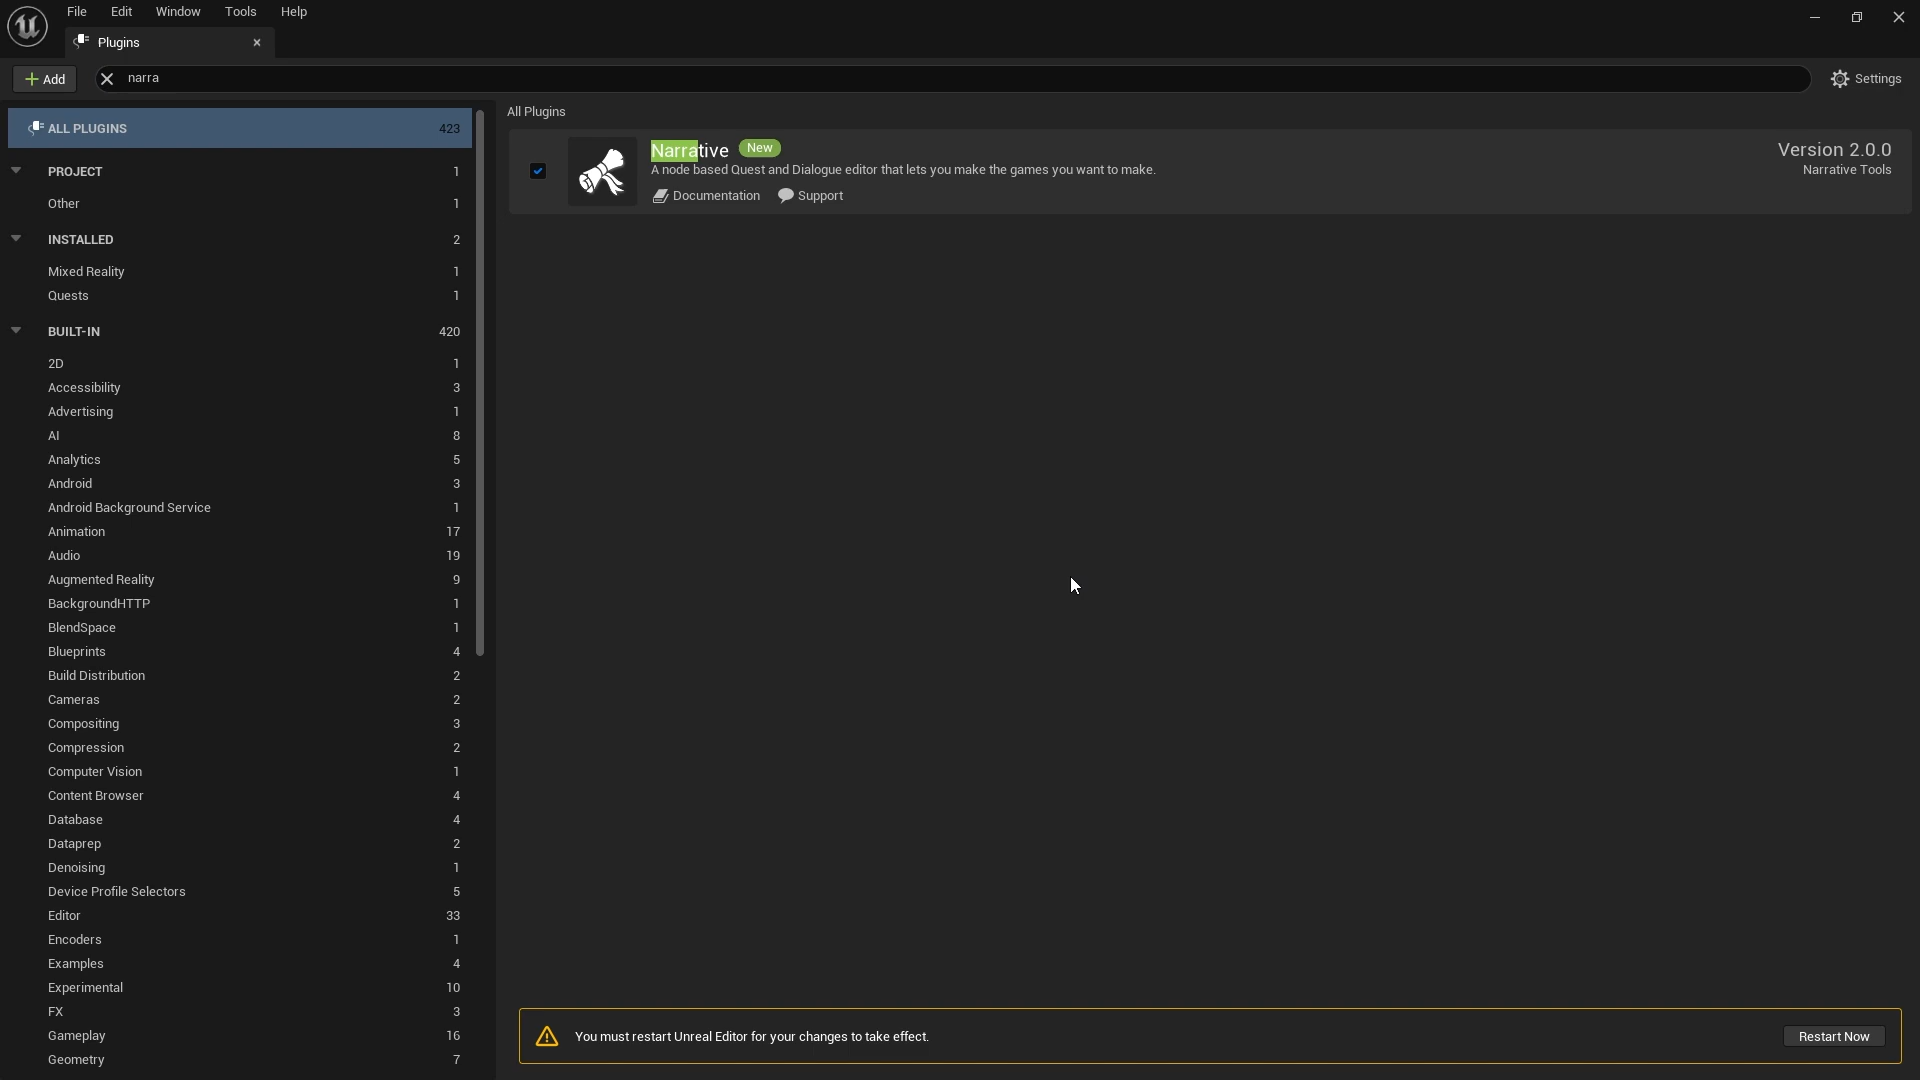 File Edit Window Tools Help
Plugins
Add
narra
Settings
ALL PLUGINS 423
PROJECT 1
Other 1
INSTALLED 2
Mixed Reality 1
Quests 1
BUILT-IN 420
2D 1
Accessibility 3
Advertising 1
AI 8
Analytics 5
Android 3
Android Background Service 1
Animation 17
Audio 19
Augmented Reality 9
BackgroundHTTP 1
BlendSpace 1
Blueprints 4
Build Distribution 2
Cameras 2
Compositing 3
Compression 2
Computer Vision 1
Content Browser 4
Database 4
Dataprep 2
Denoising 1
Device Profile Selectors 5
Editor 33
Encoders 1
Examples 4
Experimental 10
FX 3
Gameplay 16
Geometry 7
All Plugins
Narrative New
Version 2.0.0
A node based Quest and Dialogue editor that lets you make the games you want to make.
Narrative Tools
Documentation Support
You must restart Unreal Editor for your changes to take effect.
Restart Now